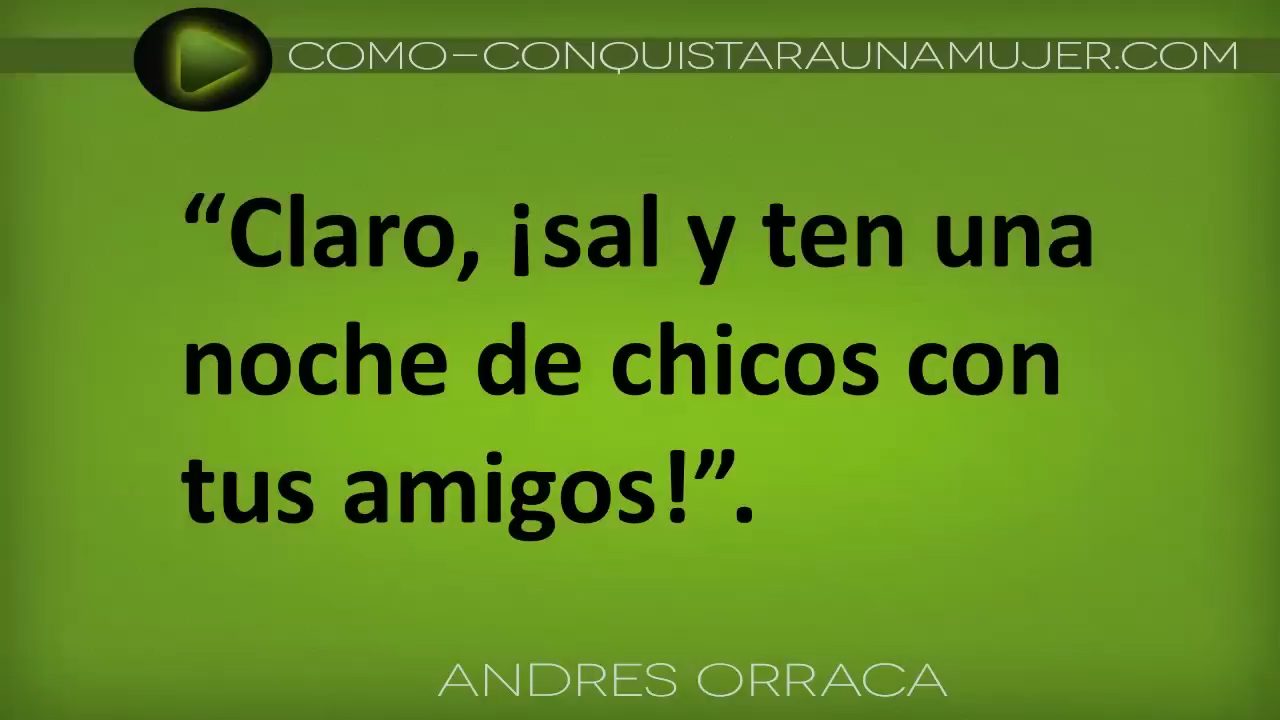 COMO-CONQUISTARAUNAMUJER.COM
“Claro, ¡sal y ten una
noche de chicos con
tus amigos!”.
ANDRES ORRACA